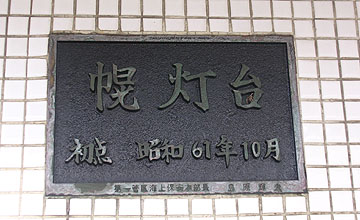 幌灯台
初点 昭和61年10月
第一管区海上保安本部長